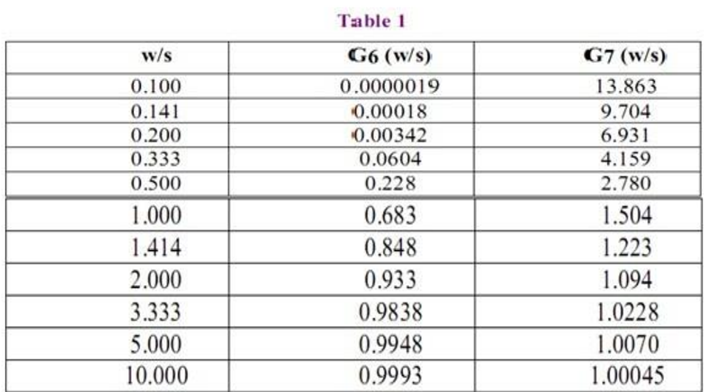 Table 1
w/s G6 (w/s) G7 (w/s)
0.100 0.0000019 13.863
0.141 0.00018 9.704
0.200 0.00342 6.931
0.333 0.0604 4.159
0.500 0.228 2.780
1.000 0.683 1.504
1.414 0.848 1.223
2.000 0.933 1.094
3.333 0.9838 1.0228
5.000 0.9948 1.0070
10.000 0.9993 1.00045